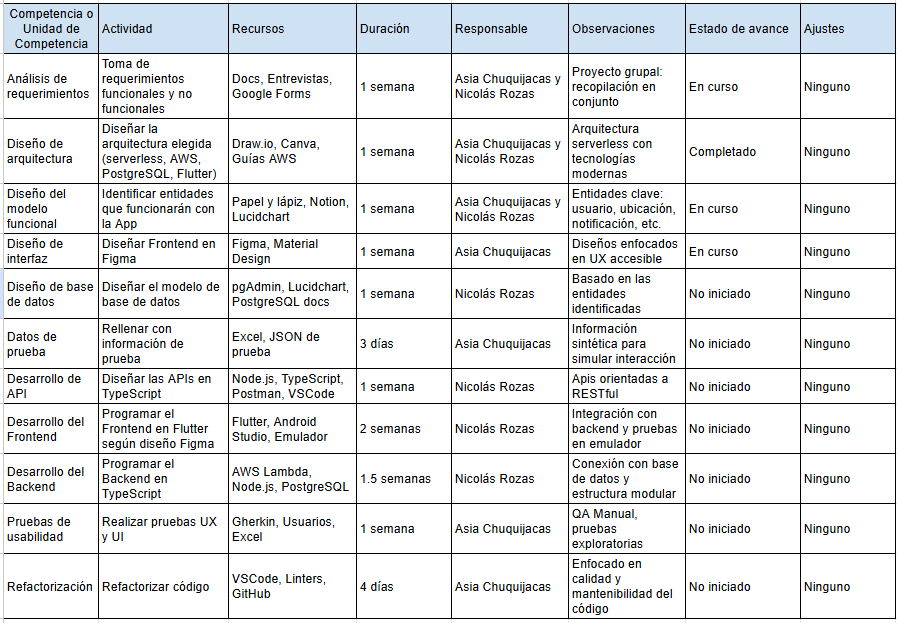 Competencia o
Unidad de
Competencia
Actividad
Recursos
Duración
Responsable
Observaciones
Estado de avance
Ajustes
Análisis de
requerimientos
Toma de
requerimientos
funcionales y no
funcionales
Docs, Entrevistas,
Google Forms
1 semana
Asia Chuquijacas y
Nicolás Rozas
Proyecto grupal:
recopilación en
conjunto
En curso
Ninguno
Diseño de
arquitectura
Diseñar la
arquitectura elegida
(serverless, AWS,
PostgreSQL, Flutter)
Draw.io, Canva,
Guías AWS
1 semana
Asia Chuquijacas y
Nicolás Rozas
Arquitectura
serverless con
tecnologías
modernas
Completado
Ninguno
Diseño del
modelo
funcional
Identificar entidades
que funcionarán con
la App
Papel y lápiz, Notion,
Lucidchart
1 semana
Asia Chuquijacas y
Nicolás Rozas
Entidades clave:
usuario, ubicación,
notificación, etc.
En curso
Ninguno
Diseño de
interfaz
Diseñar Frontend en
Figma
Figma, Material
Design
1 semana
Asia Chuquijacas
Diseños enfocados
en UX accesible
En curso
Ninguno
Diseño de base
de datos
Diseñar el modelo de
base de datos
pgAdmin, Lucidchart,
PostgreSQL docs
1 semana
Nicolás Rozas
Basado en las
entidades
identificadas
No iniciado
Ninguno
Datos de
prueba
Rellenar con
información de
prueba
Excel, JSON de
prueba
3 días
Asia Chuquijacas
Información
sintética para
simular interacción
No iniciado
Ninguno
Desarrollo de
API
Diseñar las APIs en
TypeScript
Node.js, TypeScript,
Postman, VSCode
1 semana
Nicolás Rozas
Apis orientadas a
RESTful
No iniciado
Ninguno
Desarrollo del
Frontend
Programar el
Frontend en Flutter
según diseño Figma
Flutter, Android
Studio, Emulador
2 semanas
Nicolás Rozas
Integración con
backend y pruebas
en emulador
No iniciado
Ninguno
Desarrollo del
Backend
Programar el
Backend en
TypeScript
AWS Lambda,
Node.js, PostgreSQL
1.5 semanas
Nicolás Rozas
Conexión con base
de datos y
estructura modular
No iniciado
Ninguno
Pruebas de
usabilidad
Realizar pruebas UX
y UI
Gherkin, Usuarios,
Excel
1 semana
Asia Chuquijacas
QA Manual,
pruebas
exploratorias
No iniciado
Ninguno
Refactorización
Refactorizar código
VSCode, Linters,
GitHub
4 días
Asia Chuquijacas
Enfocado en
calidad y
mantenibilidad del
código
No iniciado
Ninguno